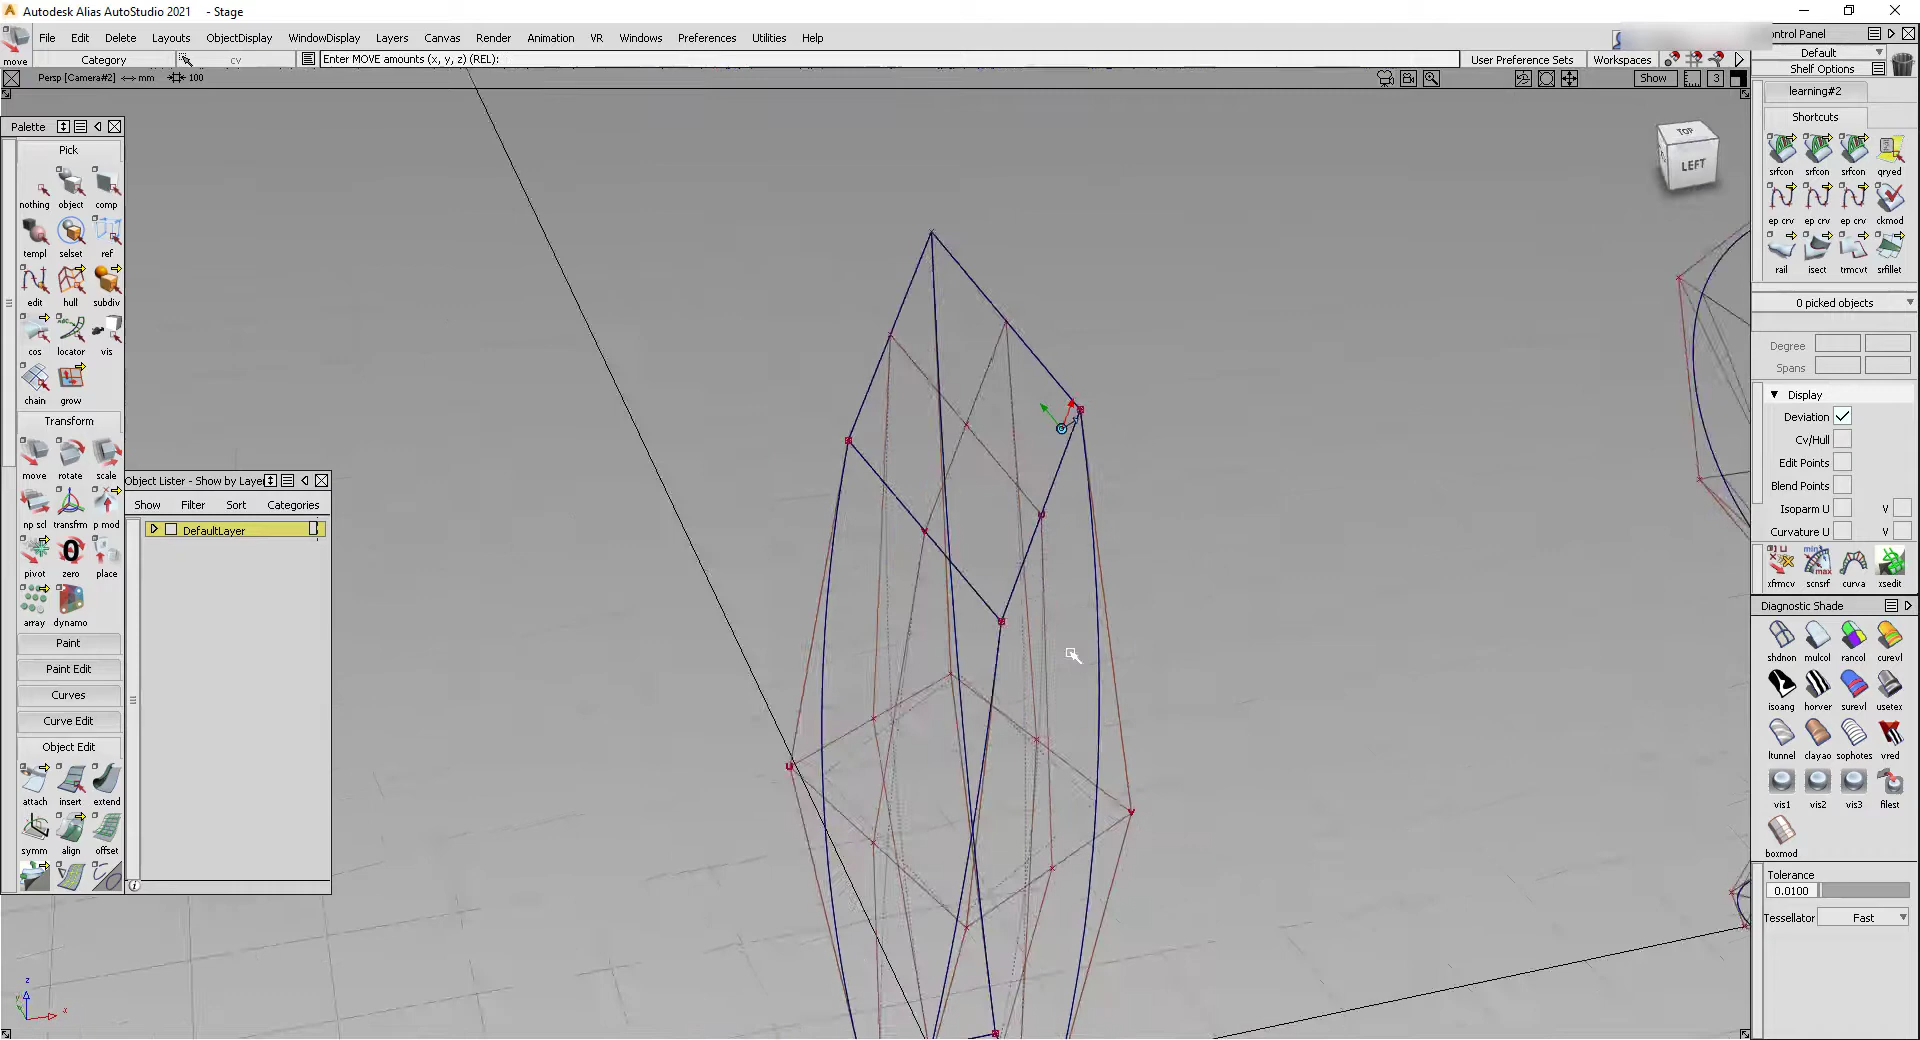 Autodesk Alias AutoStudio 2021 - Stage
File Edit Delete Layouts ObjectDisplay WindowDisplay Layers Canvas Render Animation VR Windows Preferences Utilities Help
move Category cv Enter MOVE amounts (x, y, z) (REL): User Preference Sets Workspaces
Persp [Camera#2] mm 100 Show 3
Palette
Pick
nothing object comp
templ selset ref
edit hull subdiv
cos locator vis
chain grow
Transform
move rotate scale
np scl transfrm p mod
pivot zero place
array dynamo
Paint
Paint Edit
Curves
Curve Edit
Object Edit
attach insert extend
symm align offset
Object Lister - Show by Layer
Show Filter Sort Categories
DefaultLayer
TOP
LEFT
u
v
z
x
ontrol Panel
Default
Shelf Options
learning#2
Shortcuts
srfcon srfcon srfcon qryed
ep crv ep crv ep crv ckmod
rail isect trmcvt srfillet
0 picked objects
Degree
Spans
Display
Deviation
Cv/Hull
Edit Points
Blend Points
Isoparm U V
Curvature U V
xfrmcv scnsrf curva xsedit
Diagnostic Shade
shdnon mulcol rancol curevl
isoang horver surevl usetex
ltunnel clayao sophotes vred
vis1 vis2 vis3 filest
boxmod
Tolerance
0.0100
Tessellator Fast